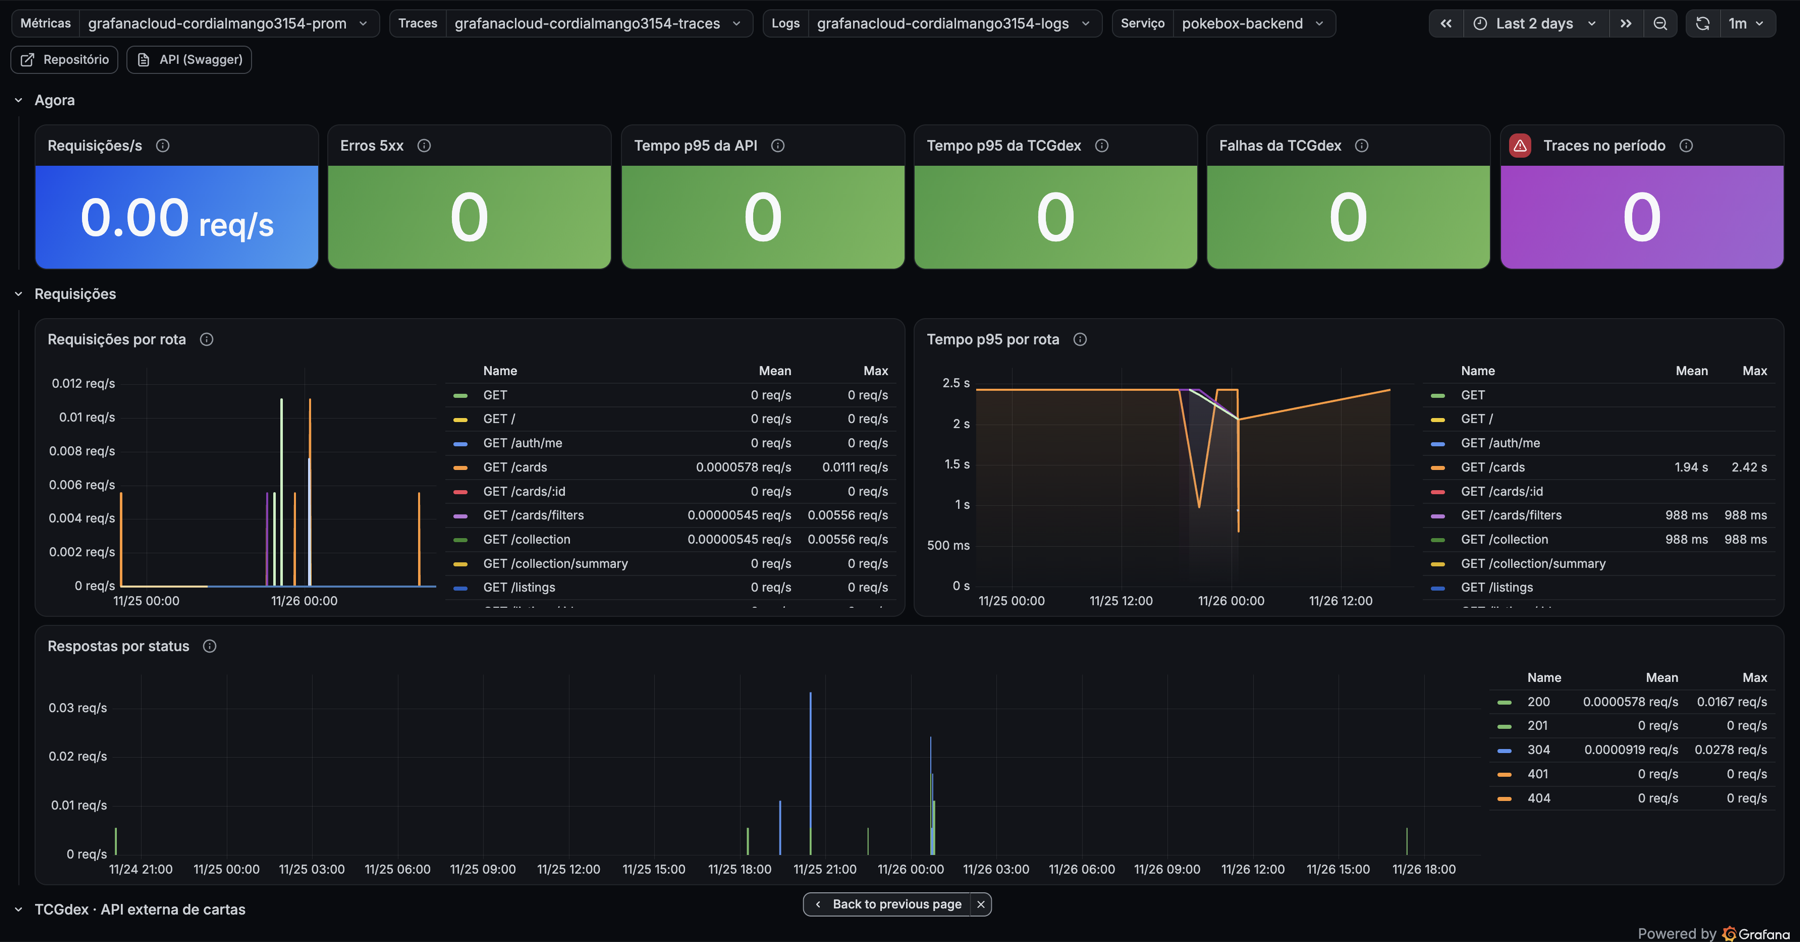 Métricas grafanacloud-cordialmango3154-prom Traces grafanacloud-cordialmango3154-traces Logs grafanacloud-cordialmango3154-logs Serviço pokebox-backend Last 2 days 1m
Repositório API (Swagger)
Agora
Requisições/s Erros 5xx Tempo p95 da API Tempo p95 da TCGdex Falhas da TCGdex Traces no período
0.00 req/s 0 0 0 0 0
Requisições
Requisições por rota
Name Mean Max
GET 0 req/s 0 req/s
GET / 0 req/s 0 req/s
GET /auth/me 0 req/s 0 req/s
GET /cards 0.0000578 req/s 0.0111 req/s
GET /cards/:id 0 req/s 0 req/s
GET /cards/filters 0.00000545 req/s 0.00556 req/s
GET /collection 0.00000545 req/s 0.00556 req/s
GET /collection/summary 0 req/s 0 req/s
GET /listings 0 req/s 0 req/s
0.012 req/s
0.01 req/s
0.008 req/s
0.006 req/s
0.004 req/s
0.002 req/s
0 req/s
11/25 00:00 11/26 00:00
Tempo p95 por rota
Name Mean Max
GET
GET /
GET /auth/me
GET /cards 1.94 s 2.42 s
GET /cards/:id
GET /cards/filters 988 ms 988 ms
GET /collection 988 ms 988 ms
GET /collection/summary
GET /listings
2.5 s
2 s
1.5 s
1 s
500 ms
0 s
11/25 00:00 11/25 12:00 11/26 00:00 11/26 12:00
Respostas por status
Name Mean Max
200 0.0000578 req/s 0.0167 req/s
201 0 req/s 0 req/s
304 0.0000919 req/s 0.0278 req/s
401 0 req/s 0 req/s
404 0 req/s 0 req/s
0.03 req/s
0.02 req/s
0.01 req/s
0 req/s
11/24 21:00 11/25 00:00 11/25 03:00 11/25 06:00 11/25 09:00 11/25 12:00 11/25 15:00 11/25 18:00 11/25 21:00 11/26 00:00 11/26 03:00 11/26 06:00 11/26 09:00 11/26 12:00 11/26 15:00 11/26 18:00
TCGdex · API externa de cartas
Back to previous page
Powered by Grafana